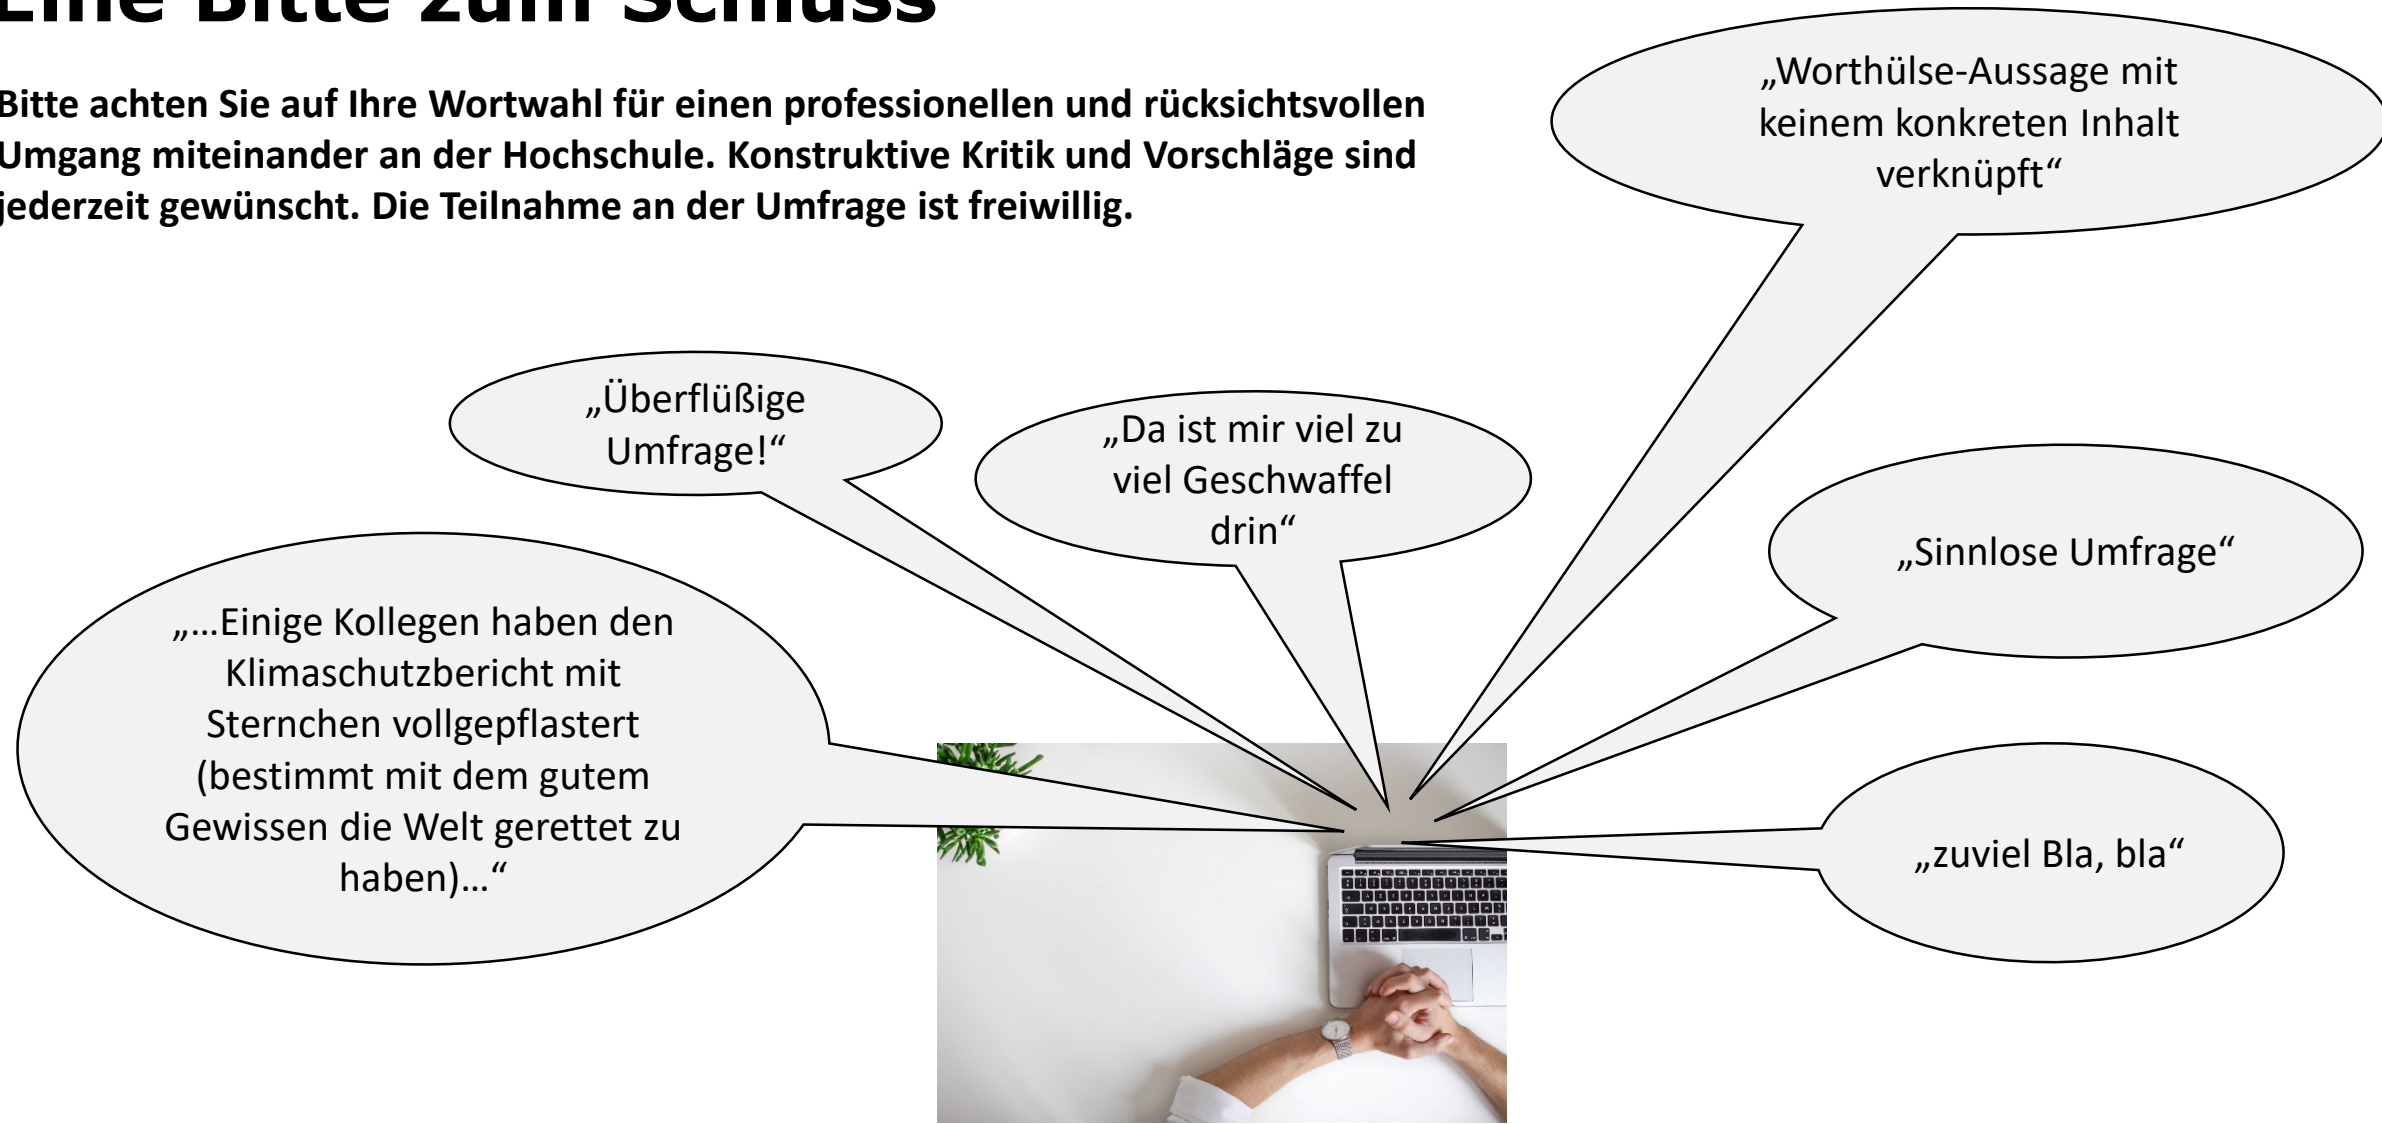 Eine Bitte zum Schluss
Bitte achten Sie auf Ihre Wortwahl für einen professionellen und rücksichtsvollen
Umgang miteinander an der Hochschule. Konstruktive Kritik und Vorschläge sind
jederzeit gewünscht. Die Teilnahme an der Umfrage ist freiwillig.
„Worthülse-Aussage mit
keinem konkreten Inhalt
verknüpft“
„Überflüßige
Umfrage!“
„Da ist mir viel zu
viel Geschwaffel
drin“
„Sinnlose Umfrage“
„…Einige Kollegen haben den
Klimaschutzbericht mit
Sternchen vollgepflastert
(bestimmt mit dem gutem
Gewissen die Welt gerettet zu
haben)…“
„zuviel Bla, bla“